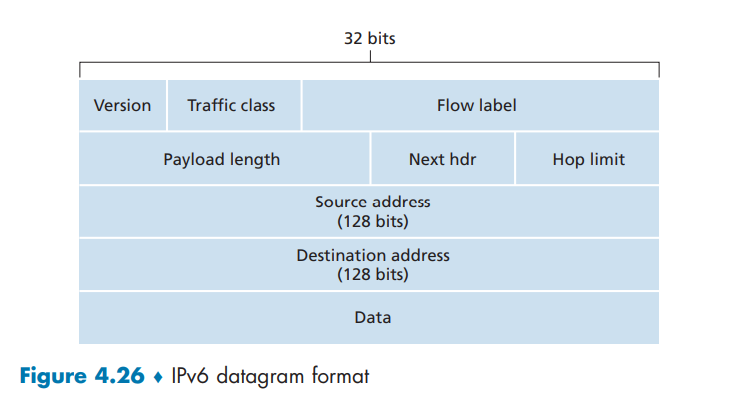 32 bits
Version Traffic class Flow label
Payload length Next hdr Hop limit
Source address
(128 bits)
Destination address
(128 bits)
Data
Figure 4.26 ♦ IPv6 datagram format